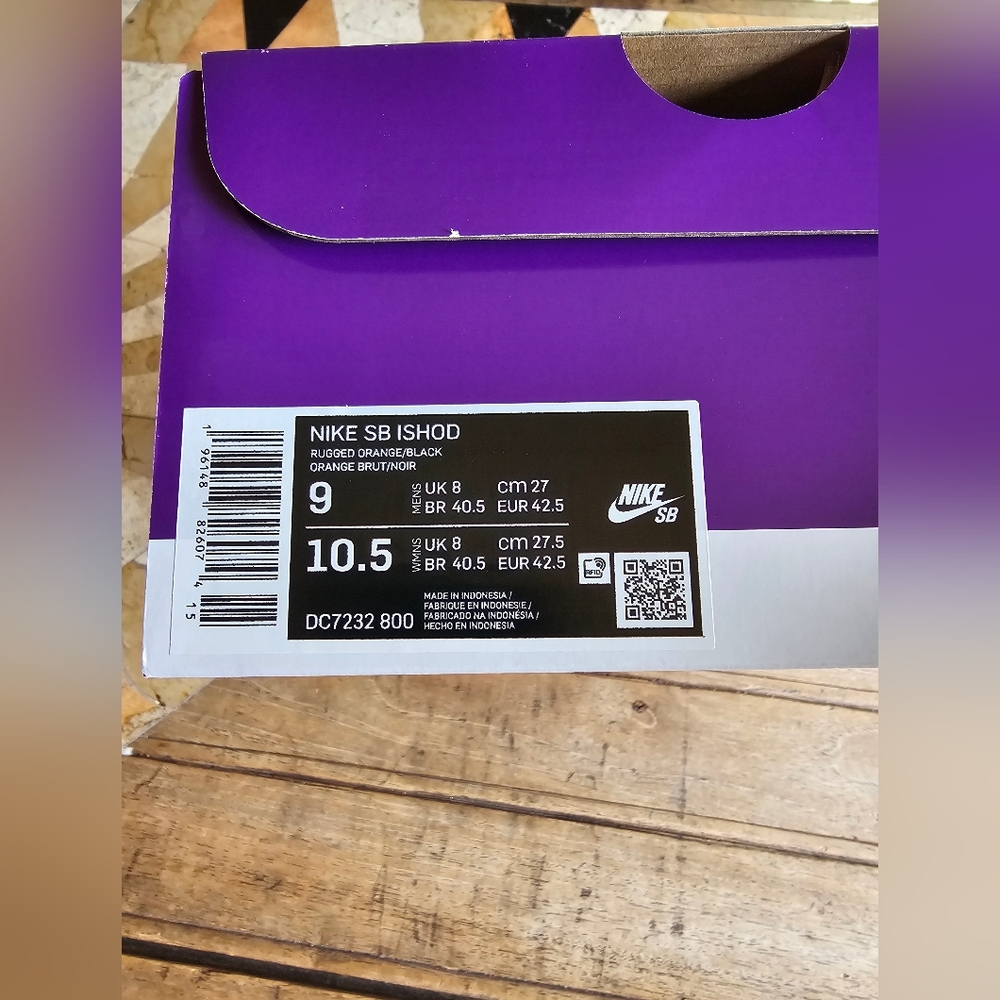 NIKE SB ISHOD
RUGGED ORANGE/BLACK
ORANGE BRUT/NOIR
9 MENS UK 8 cm 27
BR 40.5 EUR 42.5
10.5 WMNS UK 8 cm 27.5
BR 40.5 EUR 42.5
DC7232 800
MADE IN INDONESIA /
FABRIQUE EN INDONESIE /
FABRICADO NA INDONÉSIA /
HECHO EN INDONESIA
NIKE
SB
RFID
1 96148 82607 4 15